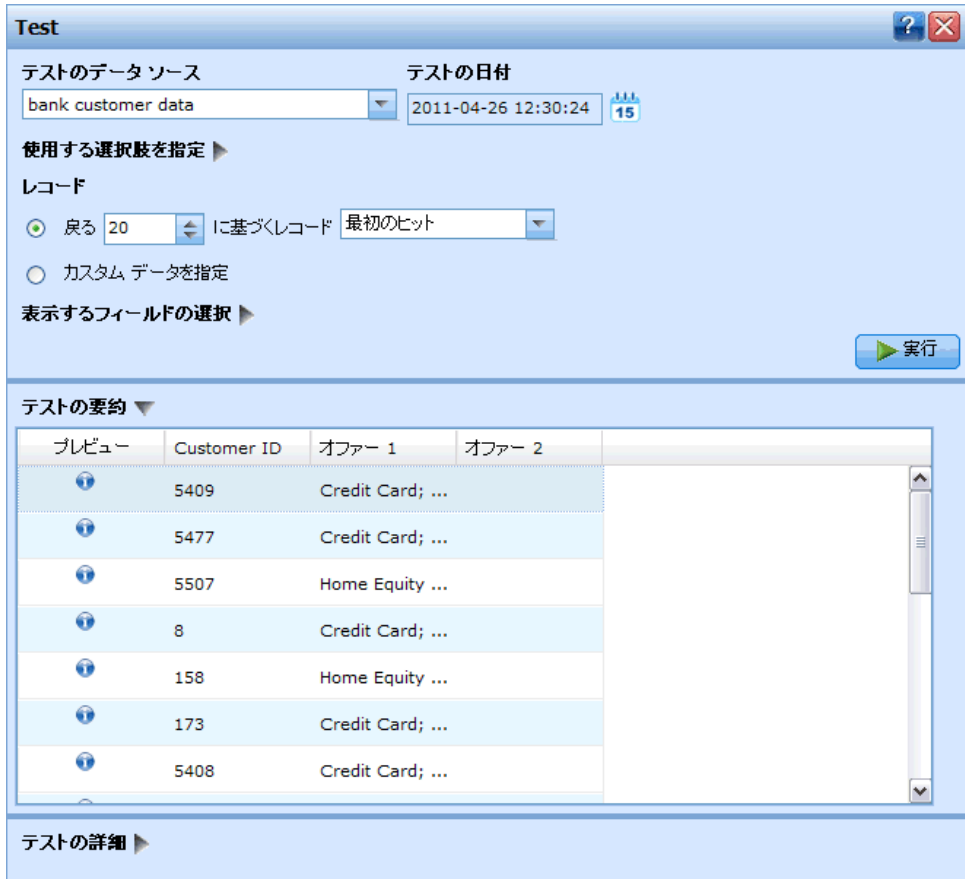 Test ?
テストのデータ ソース テストの日付
bank customer data 2011-04-26 12:30:24 15
使用する選択肢を指定
レコード
戻る 20 に基づくレコード 最初のヒット
カスタム データを指定
表示するフィールドの選択
実行
テストの要約
プレビュー Customer ID オファー 1 オファー 2
5409 Credit Card; ...
5477 Credit Card; ...
5507 Home Equity ...
8 Credit Card; ...
158 Home Equity ...
173 Credit Card; ...
5408 Credit Card; ...
テストの詳細